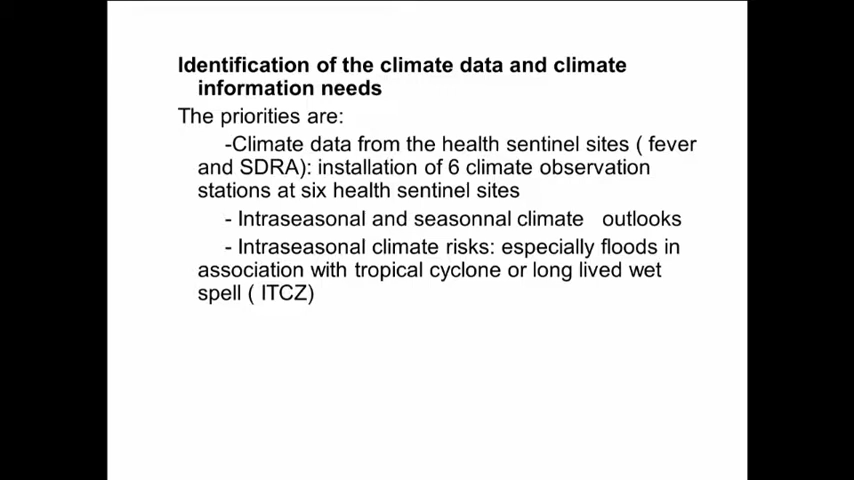 Identification of the climate data and climate
information needs
The priorities are:
-Climate data from the health sentinel sites ( fever
and SDRA): installation of 6 climate observation
stations at six health sentinel sites
- Intraseasonal and seasonnal climate outlooks
- Intraseasonal climate risks: especially floods in
association with tropical cyclone or long lived wet
spell ( ITCZ)